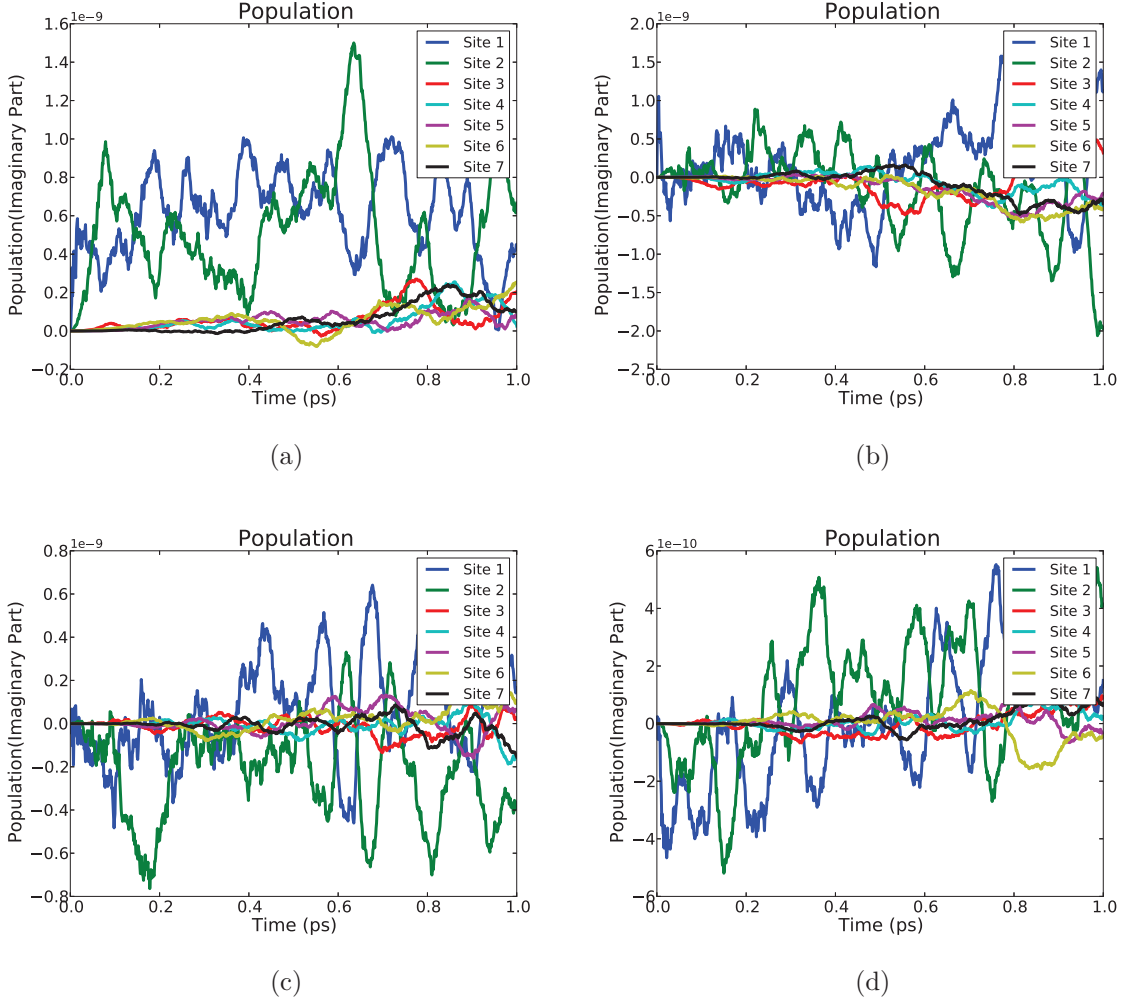 Population
1e−9
1.6
1.4
1.2
1.0
0.8
0.6
0.4
0.2
0.0
−0.2
Population(Imaginary Part)
0.0 0.2 0.4 0.6 0.8 1.0
Time (ps)
Site 1
Site 2
Site 3
Site 4
Site 5
Site 6
Site 7
(a)
Population
1e−9
2.0
1.5
1.0
0.5
0.0
−0.5
−1.0
−1.5
−2.0
−2.5
Population(Imaginary Part)
0.0 0.2 0.4 0.6 0.8 1.0
Time (ps)
Site 1
Site 2
Site 3
Site 4
Site 5
Site 6
Site 7
(b)
Population
1e−9
0.8
0.6
0.4
0.2
0.0
−0.2
−0.4
−0.6
−0.8
Population(Imaginary Part)
0.0 0.2 0.4 0.6 0.8 1.0
Time (ps)
Site 1
Site 2
Site 3
Site 4
Site 5
Site 6
Site 7
(c)
Population
1e−10
6
4
2
0
−2
−4
−6
Population(Imaginary Part)
0.0 0.2 0.4 0.6 0.8 1.0
Time (ps)
Site 1
Site 2
Site 3
Site 4
Site 5
Site 6
Site 7
(d)